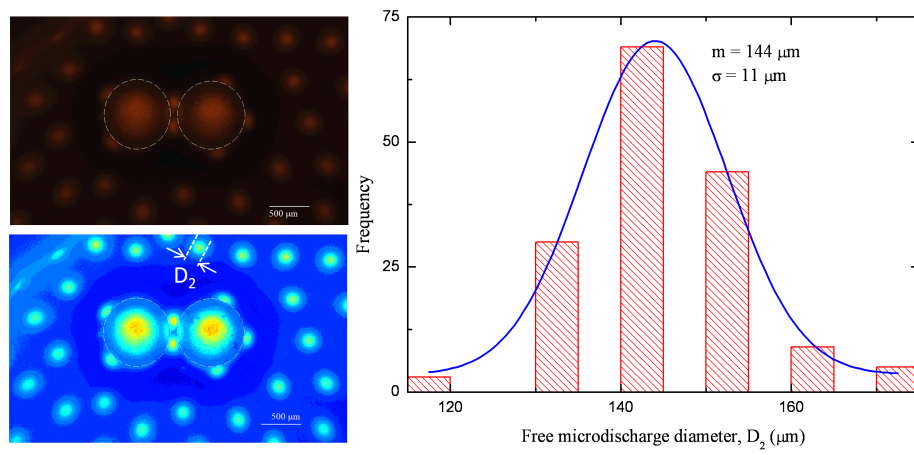 500 μm
D₂
500 μm
75
50
25
0
120
140
160
Frequency
Free microdischarge diameter, D₂ (μm)
m = 144 μm
σ = 11 μm